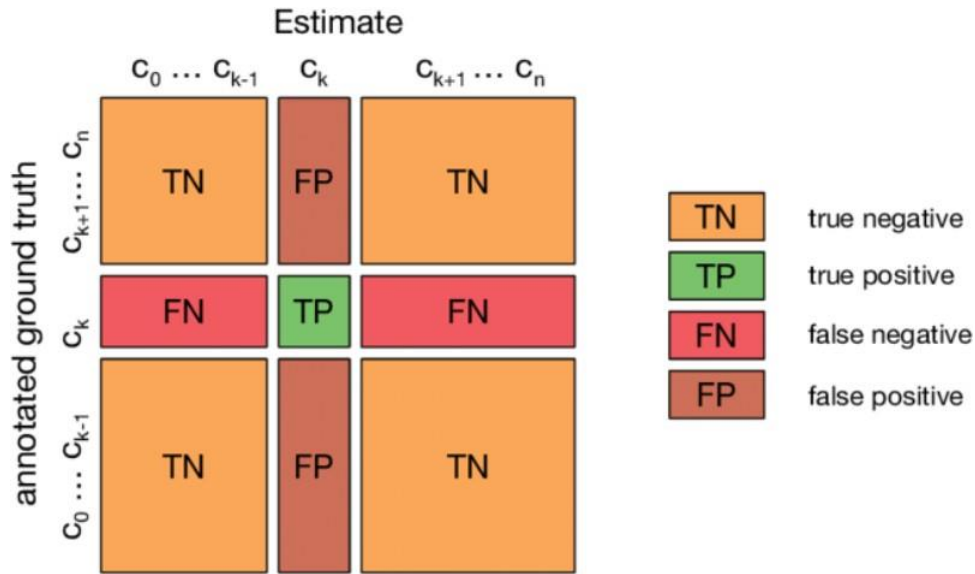 Estimate
c₀ ... cₖ₋₁ cₖ cₖ₊₁ ... cₙ
annotated ground truth
cₖ₊₁... cₙ
TN FP TN
cₖ
FN TP FN
c₀ ... cₖ₋₁
TN FP TN
TN true negative
TP true positive
FN false negative
FP false positive